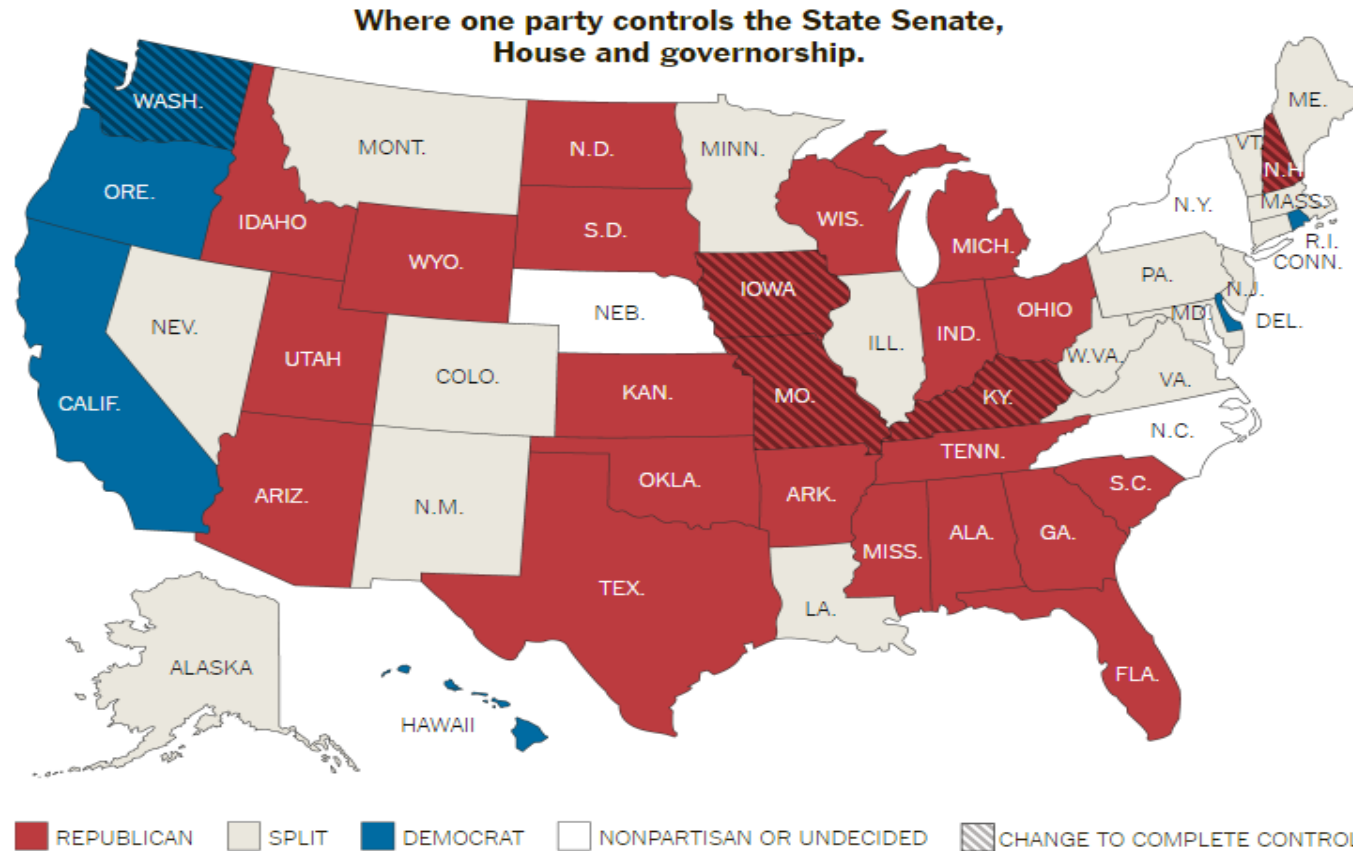 Where one party controls the State Senate,
House and governorship.
WASH.
ORE.
CALIF.
IDAHO
NEV.
MONT.
WYO.
UTAH
ARIZ.
COLO.
N.M.
N.D.
S.D.
NEB.
KAN.
OKLA.
TEX.
MINN.
IOWA
MO.
ARK.
LA.
WIS.
ILL.
MICH.
IND.
OHIO
KY.
TENN.
MISS.
ALA.
GA.
FLA.
S.C.
N.C.
VA.
W.VA.
MD.
DEL.
PA.
N.J.
N.Y.
CONN.
R.I.
MASS.
VT.
N.H
ME.
ALASKA
HAWAII
REPUBLICAN
SPLIT
DEMOCRAT
NONPARTISAN OR UNDECIDED
CHANGE TO COMPLETE CONTROL